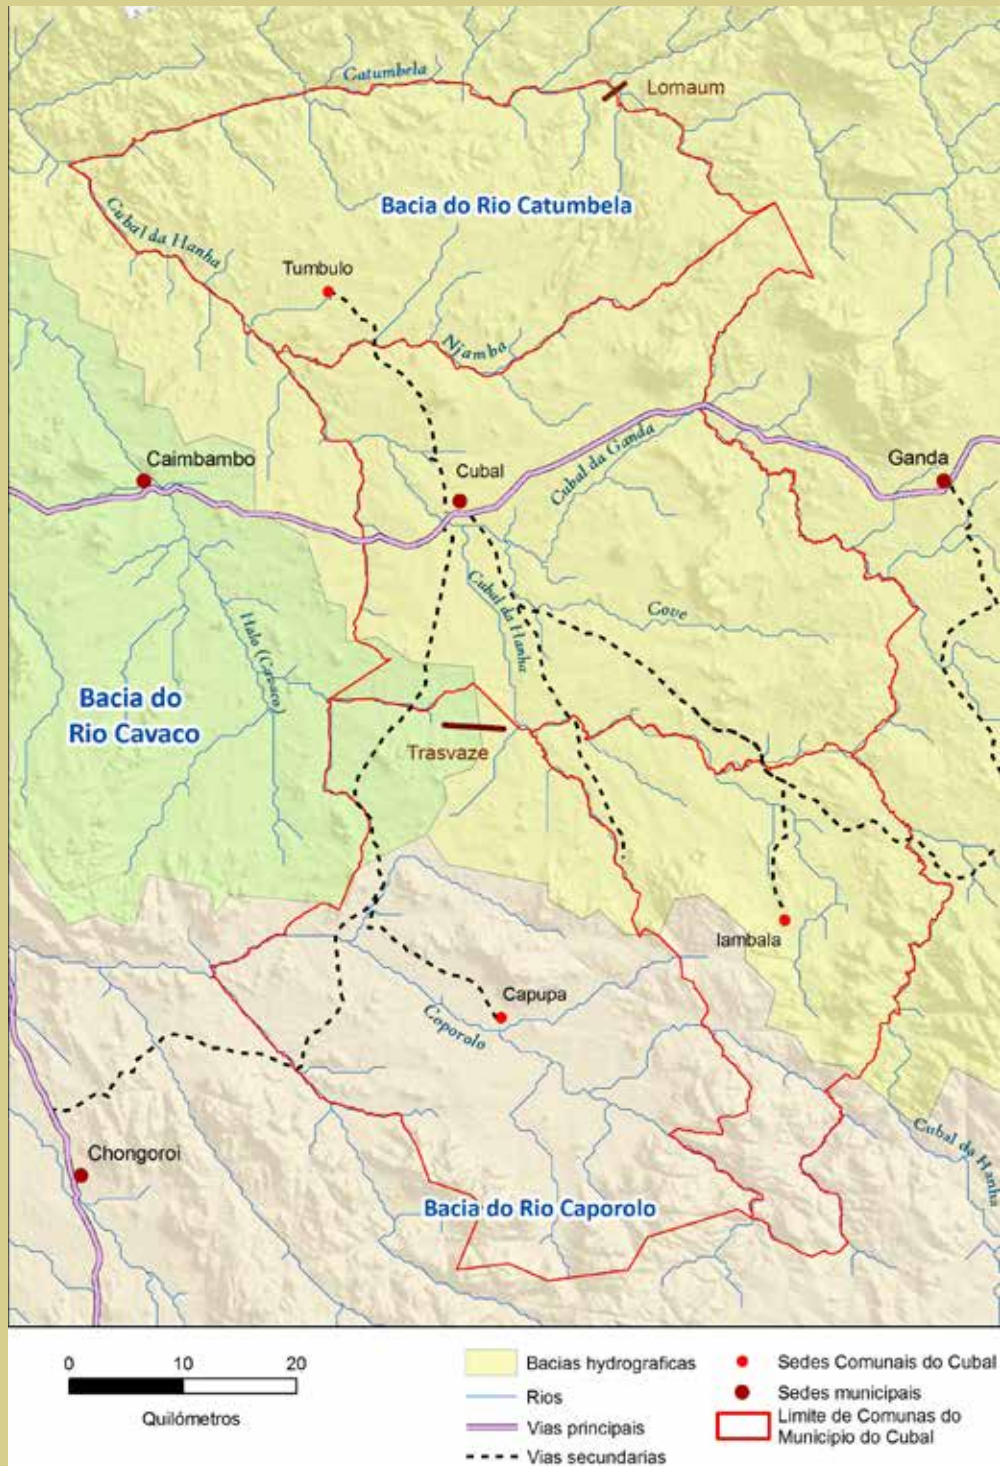 Catumbela
Lomaum
Bacia do Rio Catumbela
Cubal da Hanha
Tumbulo
Njamba
Caimbambo
Cubal
Cubal da Ganda
Ganda
Cubal da Hanha
Cove
Halo (Cavaco)
Bacia do
Rio Cavaco
Trasvaze
Iambala
Capupa
Coporolo
Cubal da Hanha
Chongoroi
Bacia do Rio Caporolo
0 10 20
Quilómetros
Bacias hydrograficas
Rios
Vias principais
Vias secundarias
Sedes Comunais do Cubal
Sedes municipais
Limite de Comunas do
Municipio do Cubal